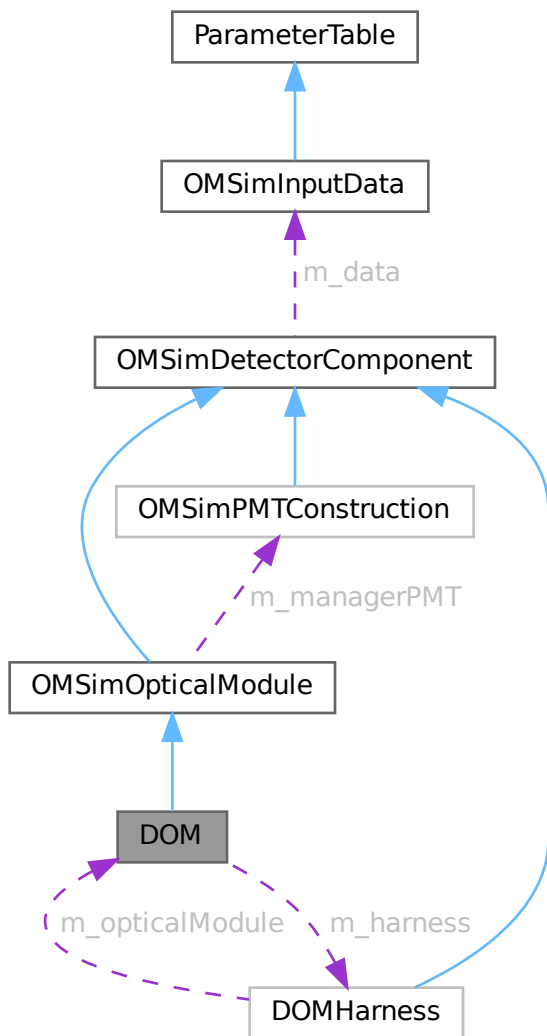 ParameterTable
OMSimInputData
m_data
OMSimDetectorComponent
OMSimPMTConstruction
m_managerPMT
OMSimOpticalModule
DOM
m_opticalModule
m_harness
DOMHarness